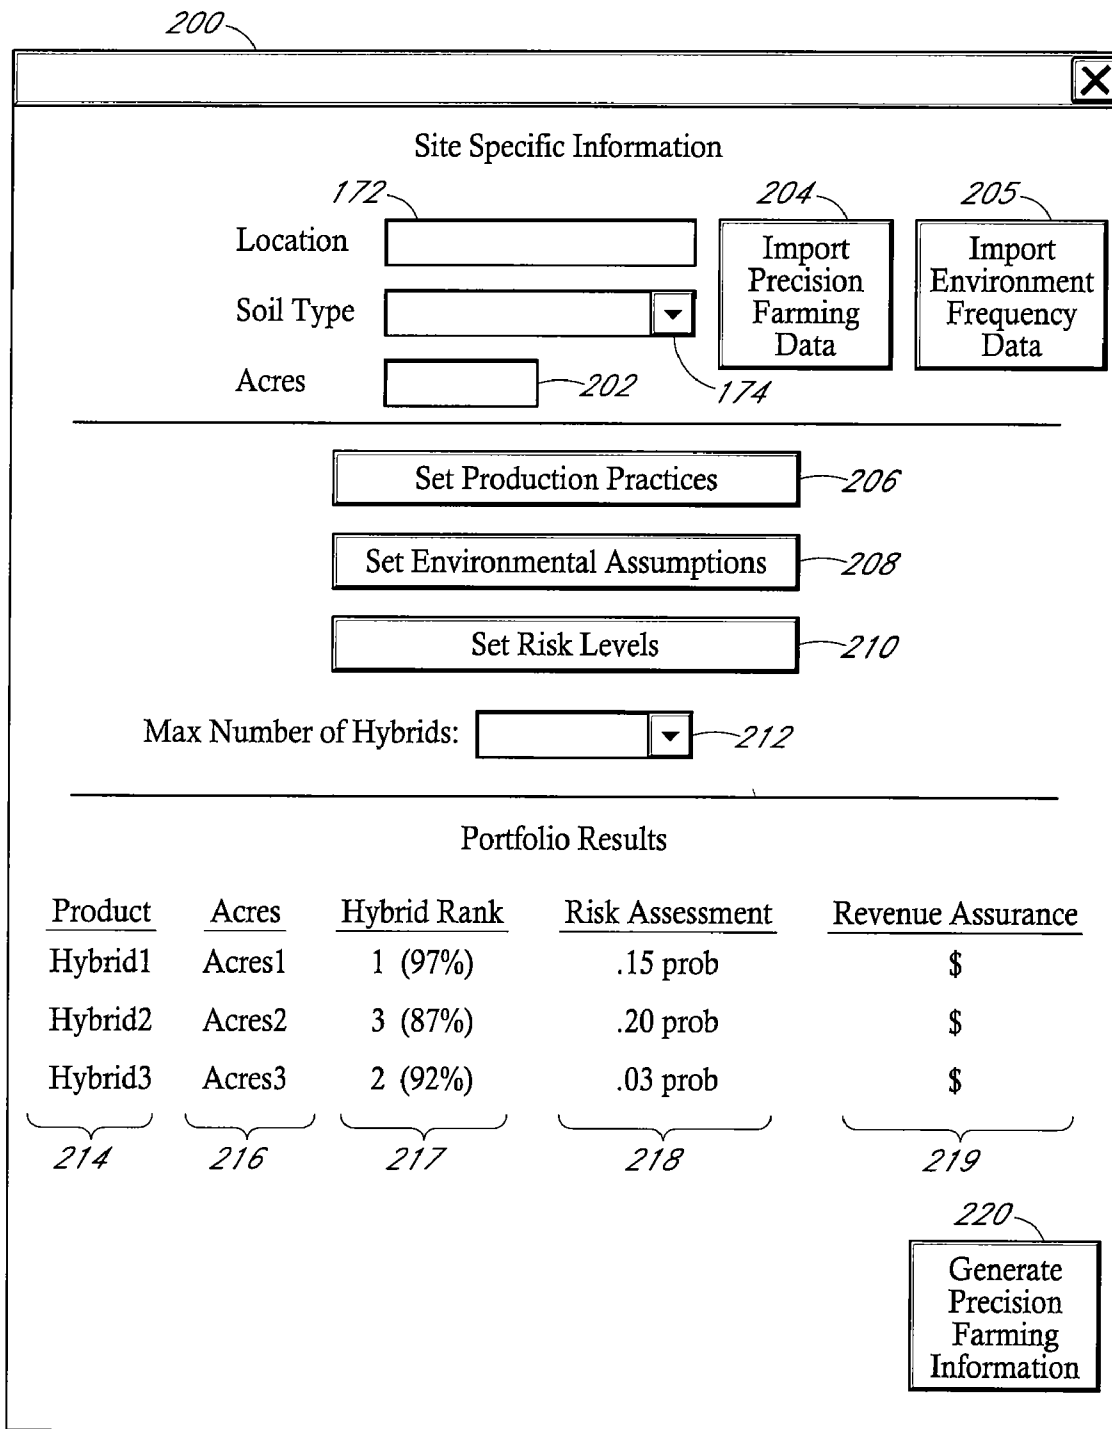 200
Site Specific Information
172
204
205
Location
Import
Precision
Farming
Data
Import
Environment
Frequency
Data
Soil Type
Acres
202
174
Set Production Practices
206
Set Environmental Assumptions
208
Set Risk Levels
210
Max Number of Hybrids:
212
Portfolio Results
Product Acres Hybrid Rank Risk Assessment Revenue Assurance
Hybrid1 Acres1 1 (97%) .15 prob $
Hybrid2 Acres2 3 (87%) .20 prob $
Hybrid3 Acres3 2 (92%) .03 prob $
214 216 217 218 219
220
Generate
Precision
Farming
Information